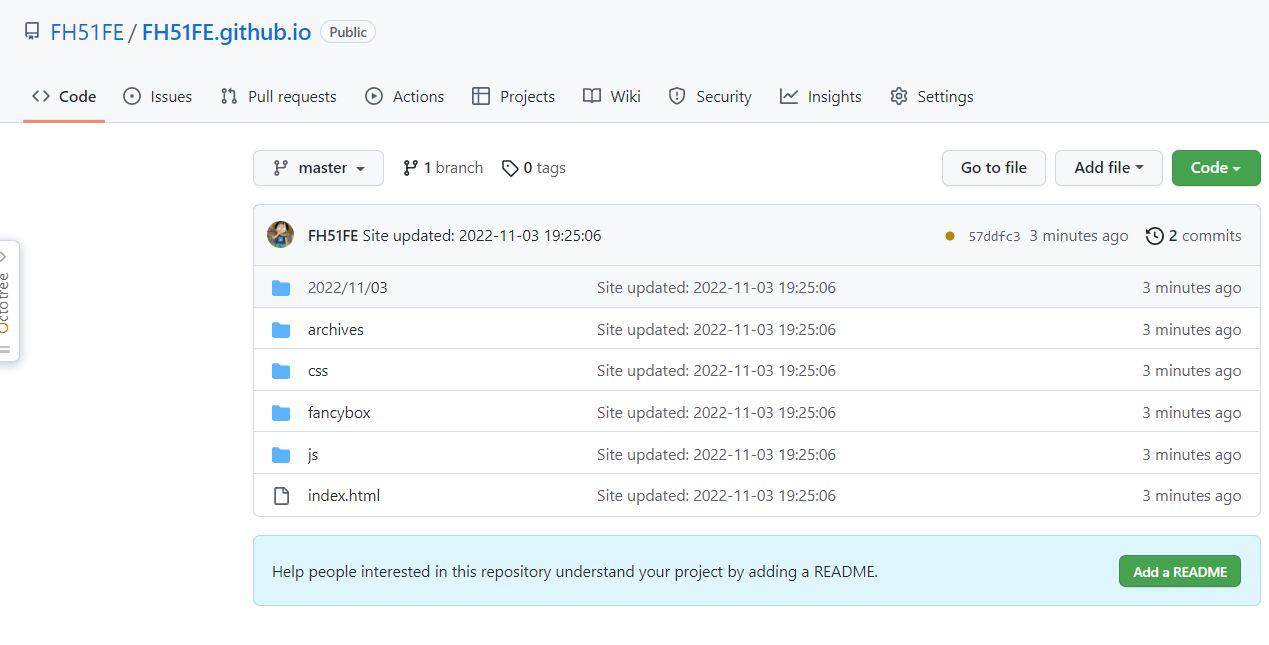 FH51FE / FH51FE.github.io Public
Code Issues Pull requests Actions Projects Wiki Security Insights Settings
master 1 branch 0 tags Go to file Add file Code
FH51FE Site updated: 2022-11-03 19:25:06 57ddfc3 3 minutes ago 2 commits
2022/11/03 Site updated: 2022-11-03 19:25:06 3 minutes ago
archives Site updated: 2022-11-03 19:25:06 3 minutes ago
css Site updated: 2022-11-03 19:25:06 3 minutes ago
fancybox Site updated: 2022-11-03 19:25:06 3 minutes ago
js Site updated: 2022-11-03 19:25:06 3 minutes ago
index.html Site updated: 2022-11-03 19:25:06 3 minutes ago
Help people interested in this repository understand your project by adding a README. Add a README
Octotree